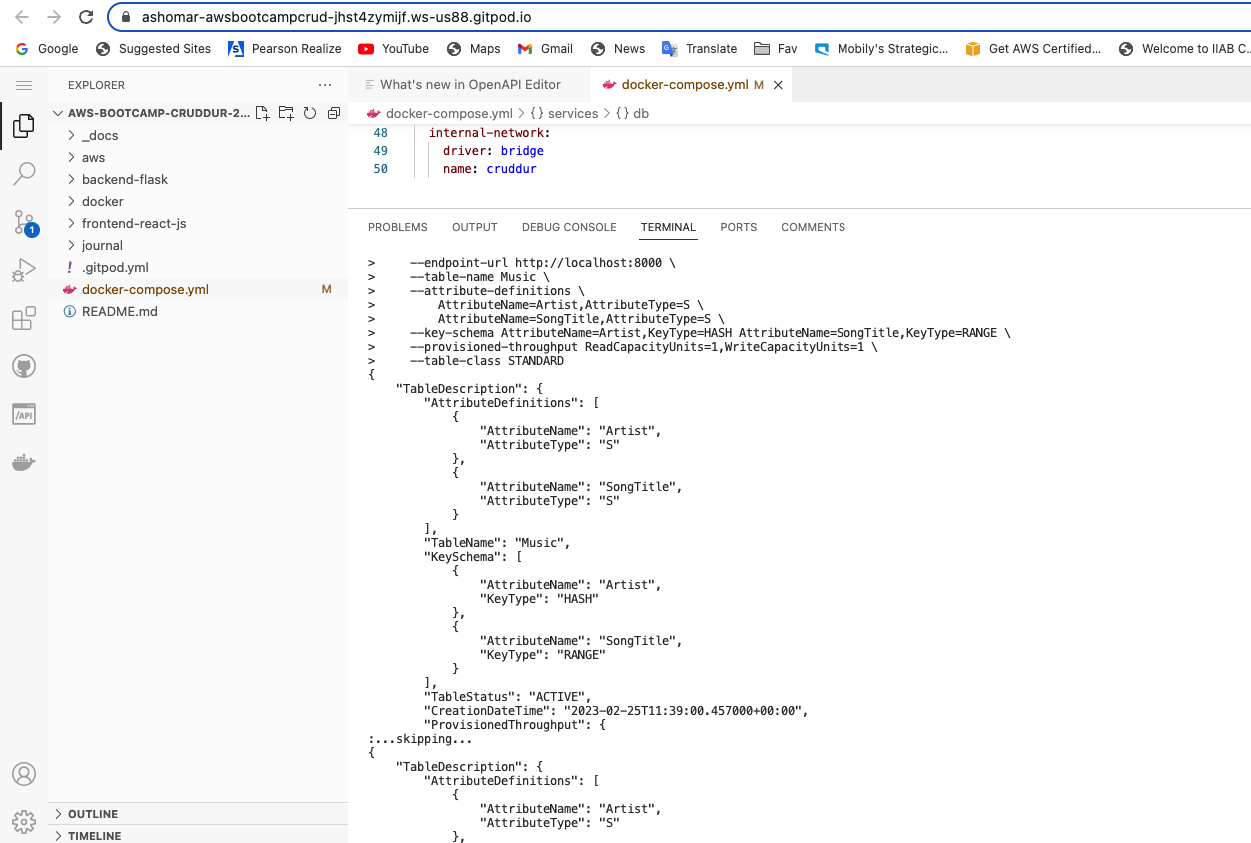 ashomar-awsbootcampcrud-jhst4zymijf.ws-us88.gitpod.io
Google Suggested Sites Pearson Realize YouTube Maps Gmail News Translate Fav Mobily's Strategic... Get AWS Certified... Welcome to IIAB C...
EXPLORER
AWS-BOOTCAMP-CRUDDUR-2...
_docs
aws
backend-flask
docker
frontend-react-js
journal
! .gitpod.yml
docker-compose.yml M
README.md
1
/API
OUTLINE
TIMELINE
What's new in OpenAPI Editor docker-compose.yml M
docker-compose.yml > {} services > {} db
48 internal-network:
49 driver: bridge
50 name: cruddur
PROBLEMS OUTPUT DEBUG CONSOLE TERMINAL PORTS COMMENTS
> --endpoint-url http://localhost:8000 \
> --table-name Music \
> --attribute-definitions \
> AttributeName=Artist,AttributeType=S \
> AttributeName=SongTitle,AttributeType=S \
> --key-schema AttributeName=Artist,KeyType=HASH AttributeName=SongTitle,KeyType=RANGE \
> --provisioned-throughput ReadCapacityUnits=1,WriteCapacityUnits=1 \
> --table-class STANDARD
{
"TableDescription": {
"AttributeDefinitions": [
{
"AttributeName": "Artist",
"AttributeType": "S"
},
{
"AttributeName": "SongTitle",
"AttributeType": "S"
}
],
"TableName": "Music",
"KeySchema": [
{
"AttributeName": "Artist",
"KeyType": "HASH"
},
{
"AttributeName": "SongTitle",
"KeyType": "RANGE"
}
],
"TableStatus": "ACTIVE",
"CreationDateTime": "2023-02-25T11:39:00.457000+00:00",
"ProvisionedThroughput": {
:...skipping...
{
"TableDescription": {
"AttributeDefinitions": [
{
"AttributeName": "Artist",
"AttributeType": "S"
},